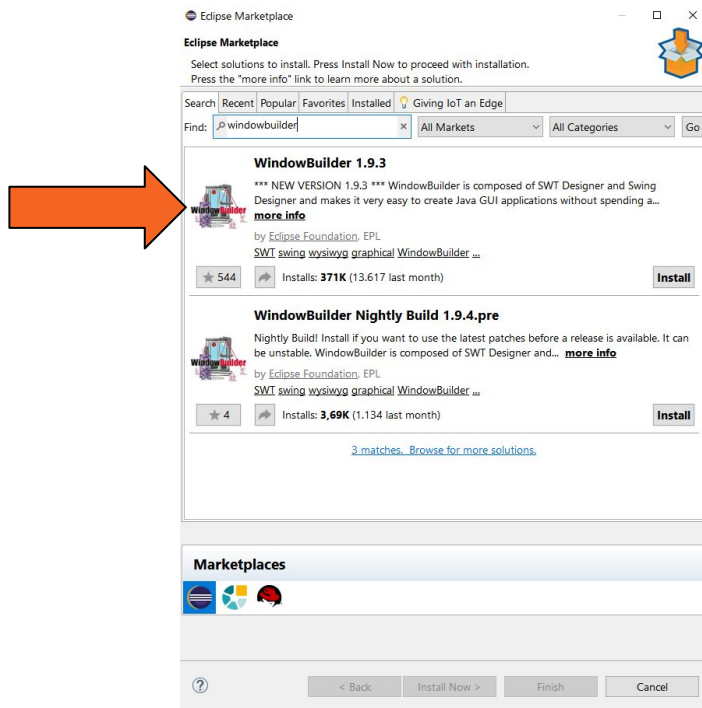 Eclipse Marketplace
Eclipse Marketplace
Select solutions to install. Press Install Now to proceed with installation.
Press the "more info" link to learn more about a solution.
Search Recent Popular Favorites Installed Giving IoT an Edge
Find: windowbuilder All Markets All Categories Go
WindowBuilder 1.9.3
*** NEW VERSION 1.9.3 *** WindowBuilder is composed of SWT Designer and Swing
Designer and makes it very easy to create Java GUI applications without spending a...
WindowBuilder
more info
by Eclipse Foundation, EPL
SWT swing wysiwyg graphical WindowBuilder ...
544 Installs: 371K (13.617 last month) Install
WindowBuilder Nightly Build 1.9.4.pre
Nightly Build! Install if you want to use the latest patches before a release is available. It can
be unstable. WindowBuilder is composed of SWT Designer and... more info
WindowBuilder
by Eclipse Foundation, EPL
SWT swing wysiwyg graphical WindowBuilder ...
4 Installs: 3,69K (1.134 last month) Install
3 matches. Browse for more solutions.
Marketplaces
? < Back Install Now > Finish Cancel